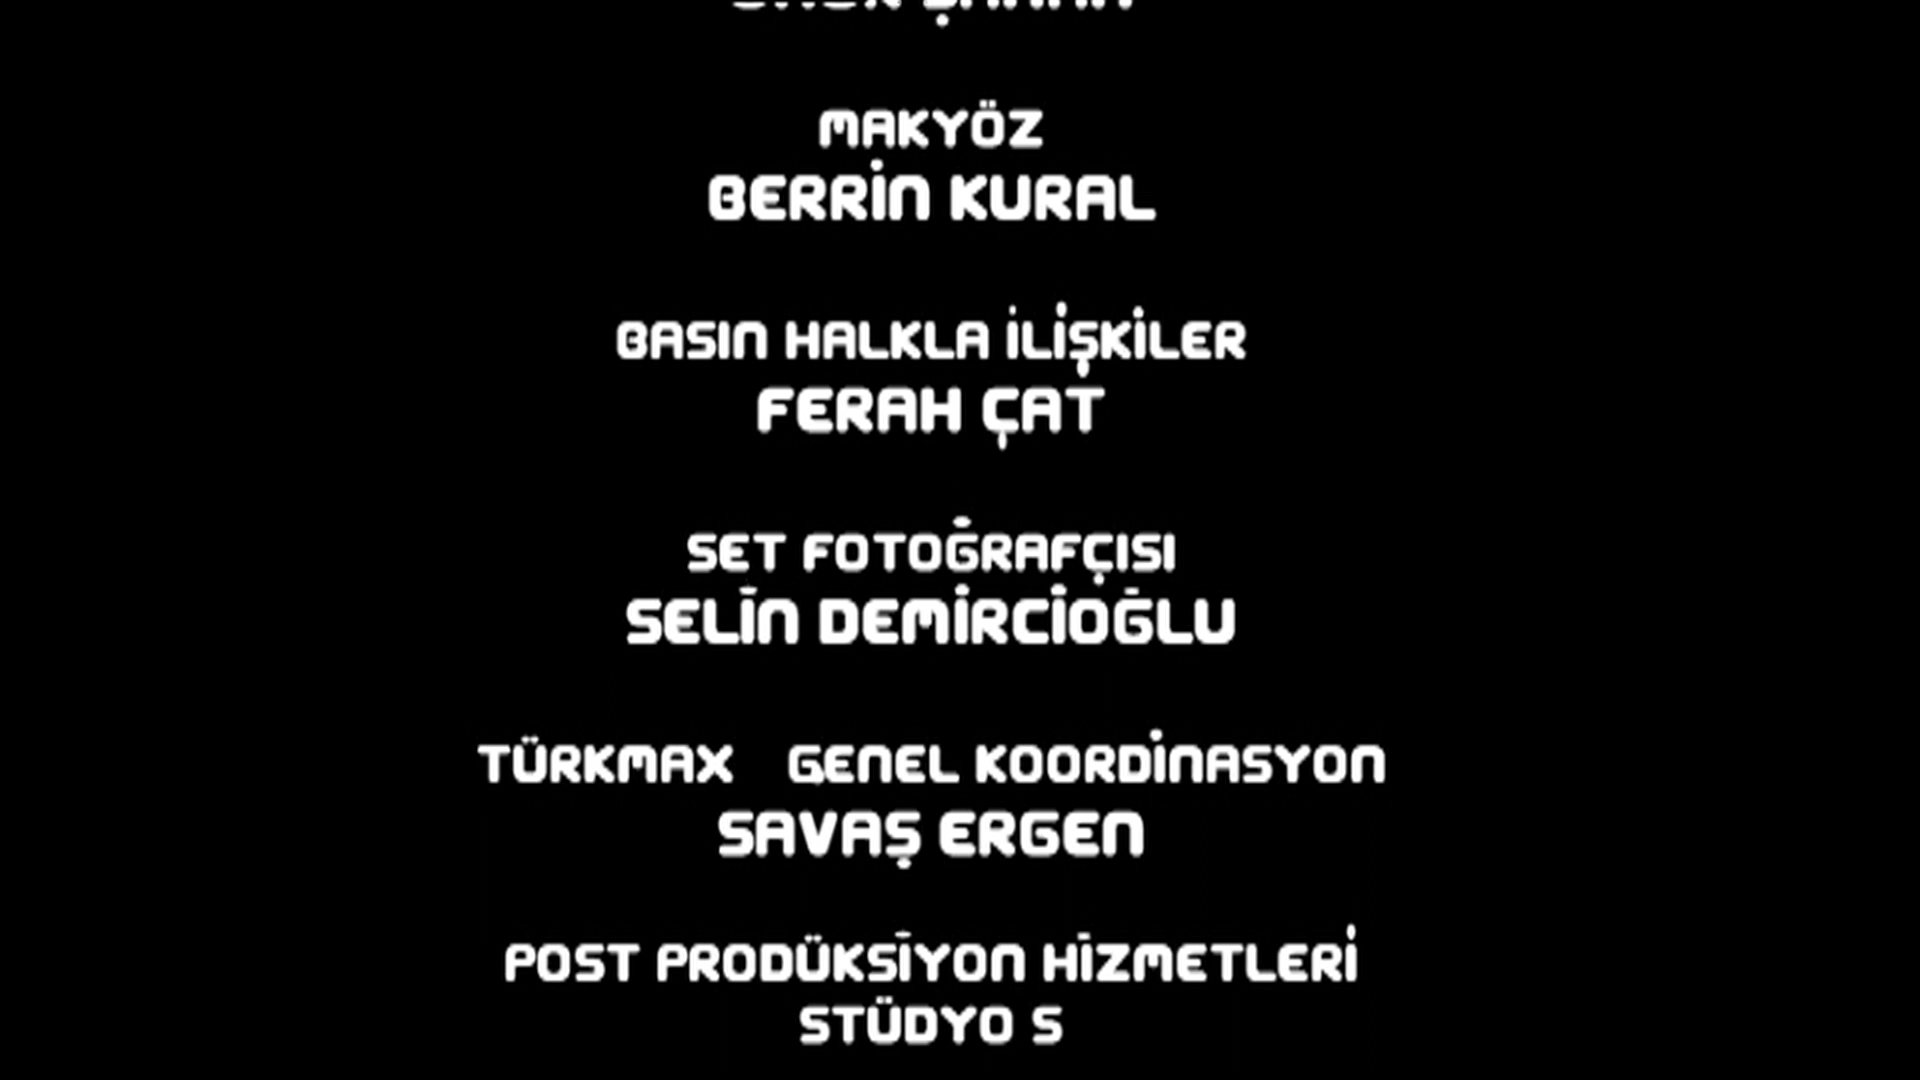 MAKYÖZ
BERRİN KURAL
BASIN HALKLA İLİŞKİLER
FERAH ÇAT
SET FOTOĞRAFÇISI
SELİN DEMİRCİOĞLU
TÜRKMAX GENEL KOORDİNASYON
SAVAŞ ERGEN
POST PRODÜKSİYON HİZMETLERİ
STÜDYO S